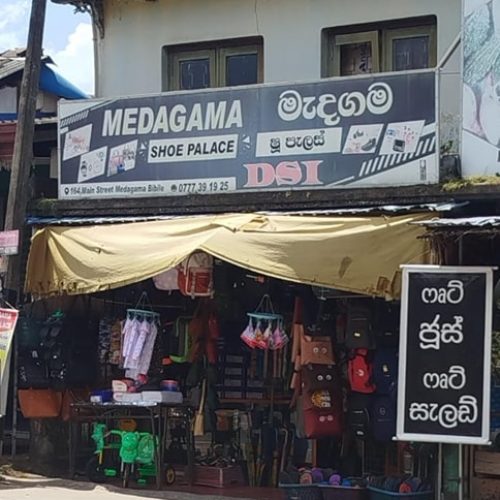 MEDAGAMA මැදගම
SHOE PALACE ෂූ පැලස්
DSI
164,Main Street Medagama Bibile 0777 39 19 25
ෆෘට්
ජූස්
ෆෘට්
සැලඩ්